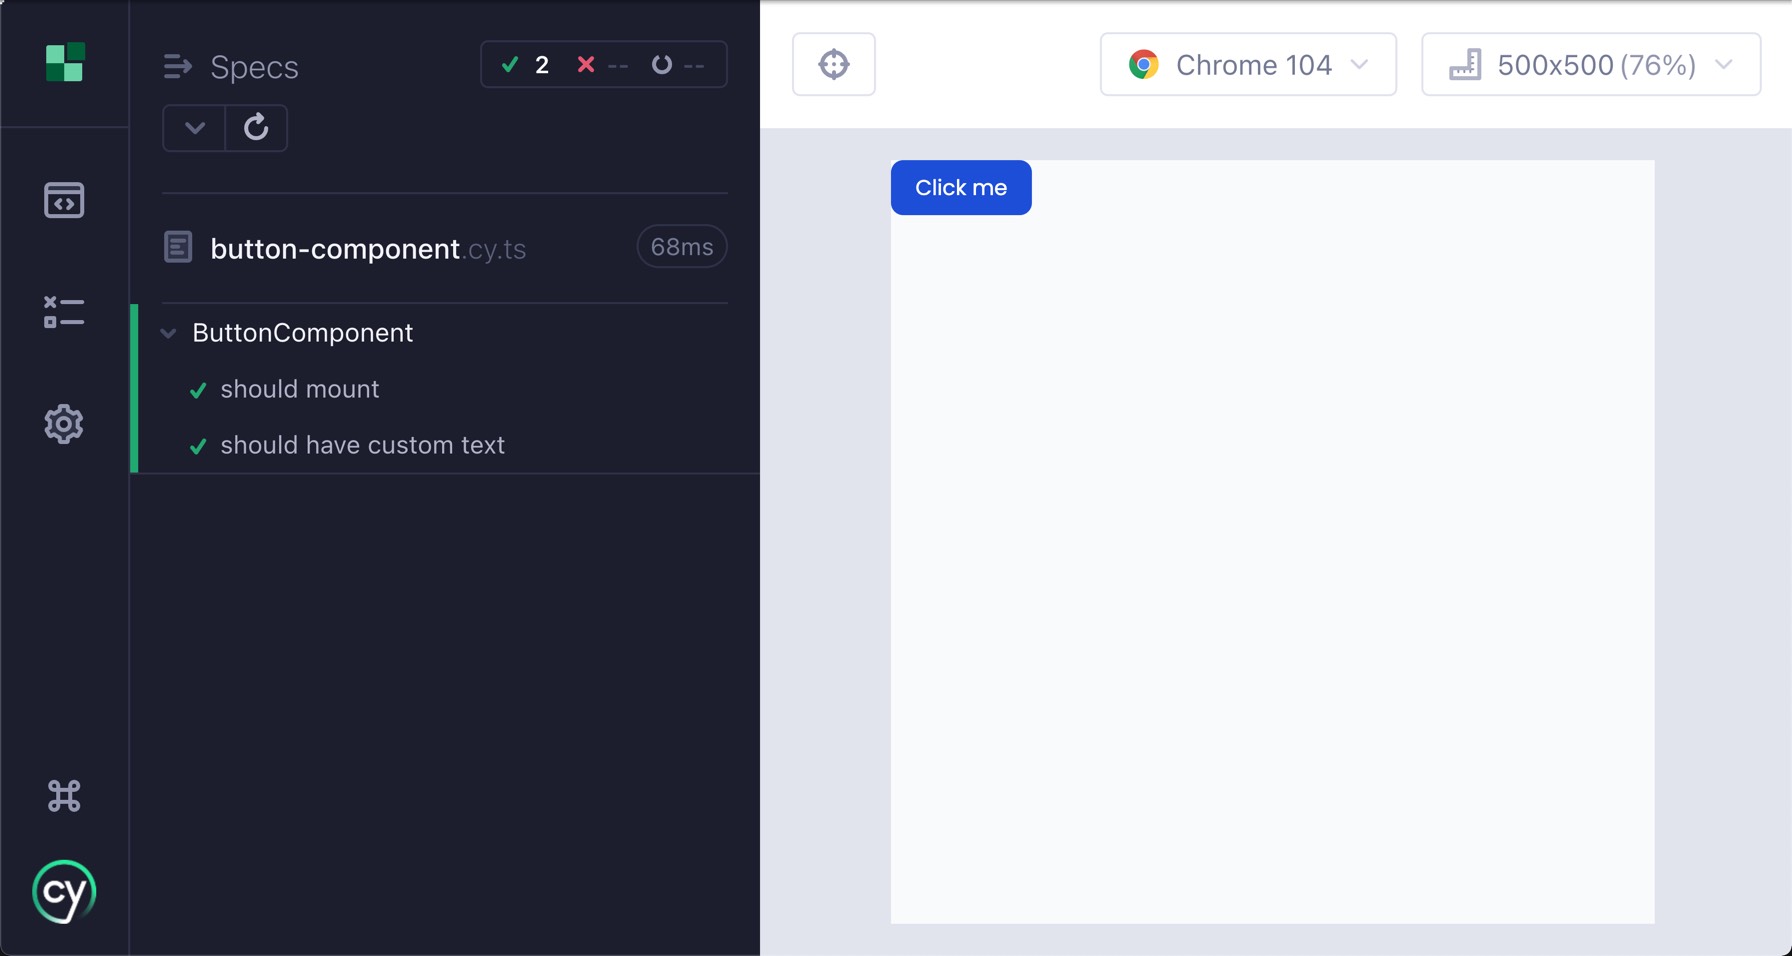 Specs
2 -- --
button-component.cy.ts 68ms
ButtonComponent
should mount
should have custom text
cy
Chrome 104
500x500 (76%)
Click me